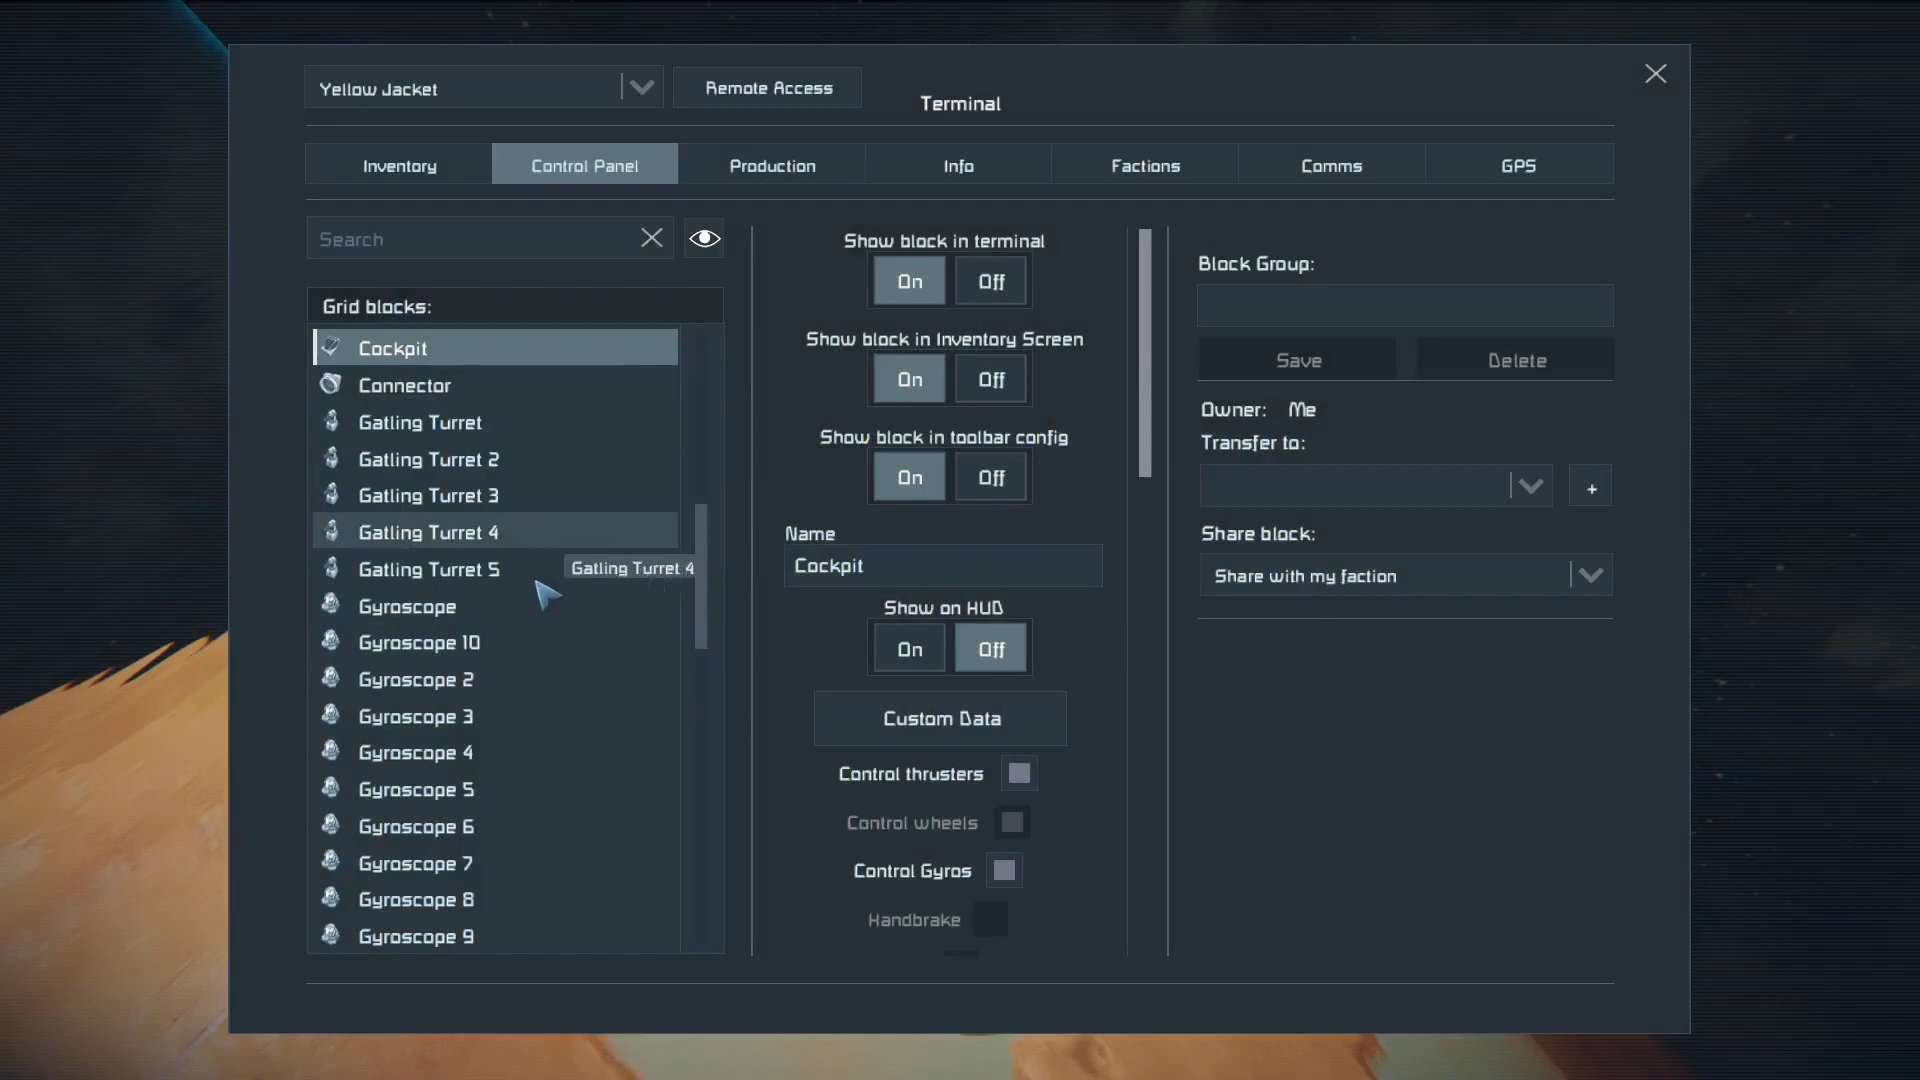 Yellow Jacket
Remote Access
Terminal
Inventory
Control Panel
Production
Info
Factions
Comms
GPS
Search
Grid blocks:
Cockpit
Connector
Gatling Turret
Gatling Turret 2
Gatling Turret 3
Gatling Turret 4
Gatling Turret 5
Gatling Turret 4
Gyroscope
Gyroscope 10
Gyroscope 2
Gyroscope 3
Gyroscope 4
Gyroscope 5
Gyroscope 6
Gyroscope 7
Gyroscope 8
Gyroscope 9
Show block in terminal
On Off
Show block in Inventory Screen
On Off
Show block in toolbar config
On Off
Name
Cockpit
Show on HUD
On Off
Custom Data
Control thrusters
Control wheels
Control Gyros
Handbrake
Block Group:
Save Delete
Owner: Me
Transfer to:
+
Share block:
Share with my faction